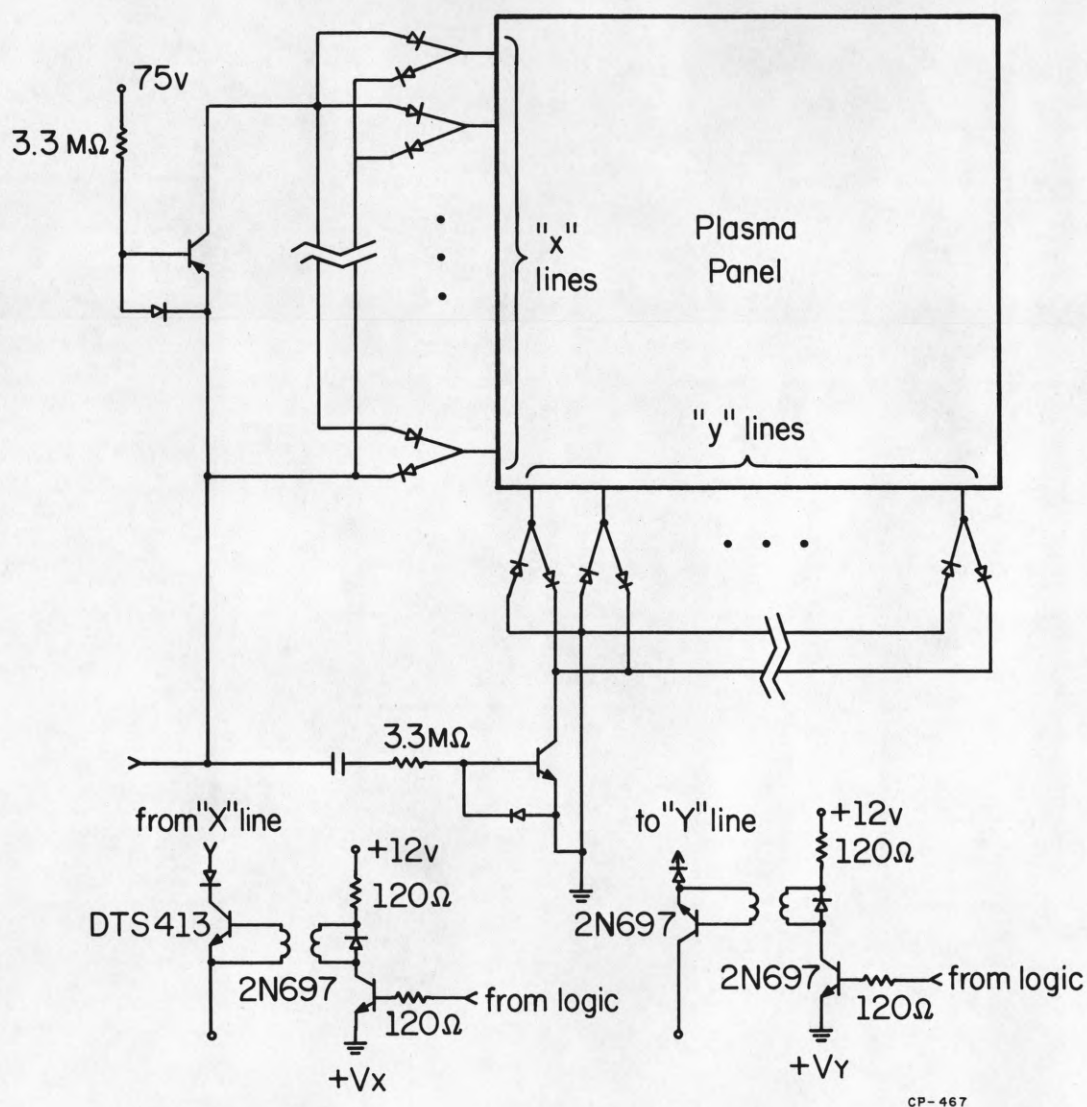 75v
3.3 MΩ
"x"
lines
Plasma
Panel
"y" lines
3.3MΩ
from "X" line
+12v
120Ω
DTS413
2N697
from logic
120Ω
+Vx
to "Y" line
+12v
120Ω
2N697
2N697
from logic
120Ω
+VY
CP-467